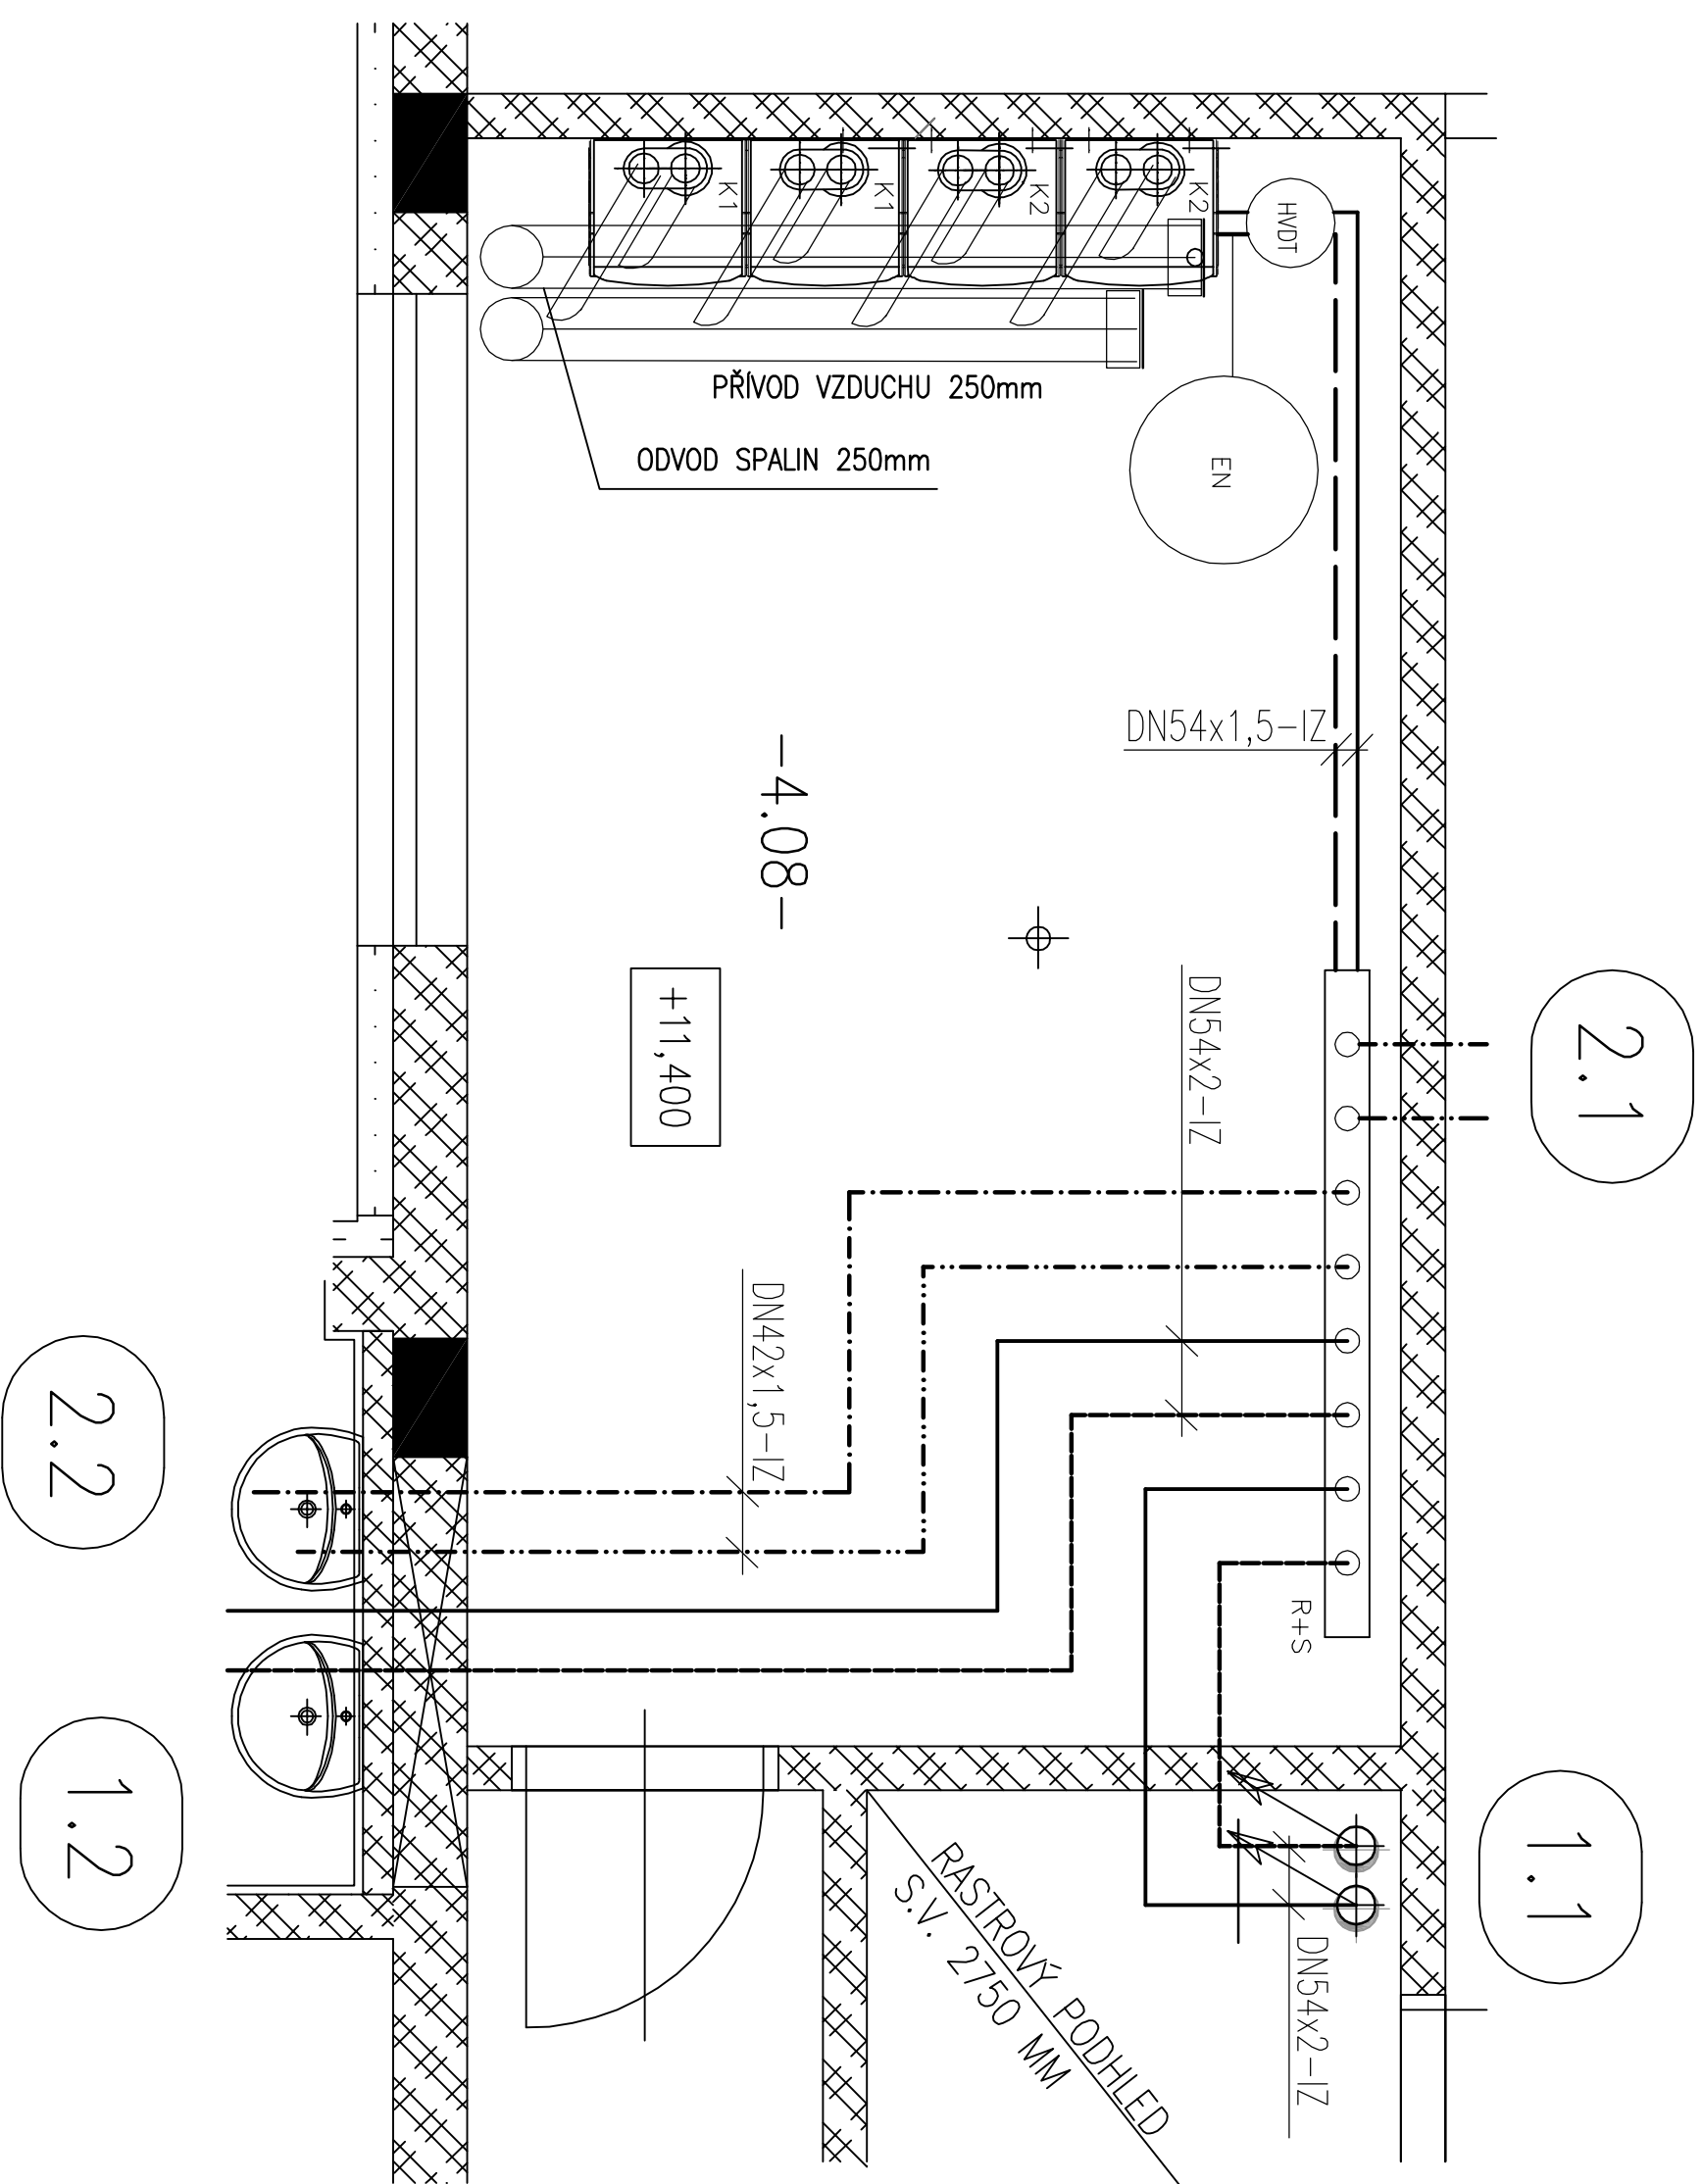 K1
K1
K2
K2
HVDT
PŘÍVOD VZDUCHU 250mm
ODVOD SPALIN 250mm
EN
DN54x1,5-IZ
-4.08-
+11,400
DN54x2-IZ
2.1
DN42x1,5-IZ
R+S
2.2
1.2
1.1
DN54x2-IZ
RASTROVÝ PODHLED
S.V. 2750 MM